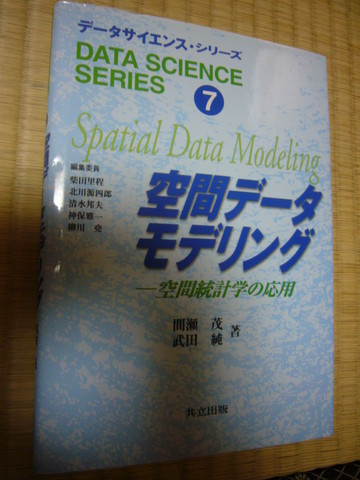 データサイエンス・シリーズ
DATA SCIENCE
SERIES
7
Spatial Data Modeling
編集委員
柴田里程
北川源四郎
清水邦夫
神保雅一
柳川 堯
空間データ
モデリング
―空間統計学の応用
間瀬 茂
武田 純 著
共立出版